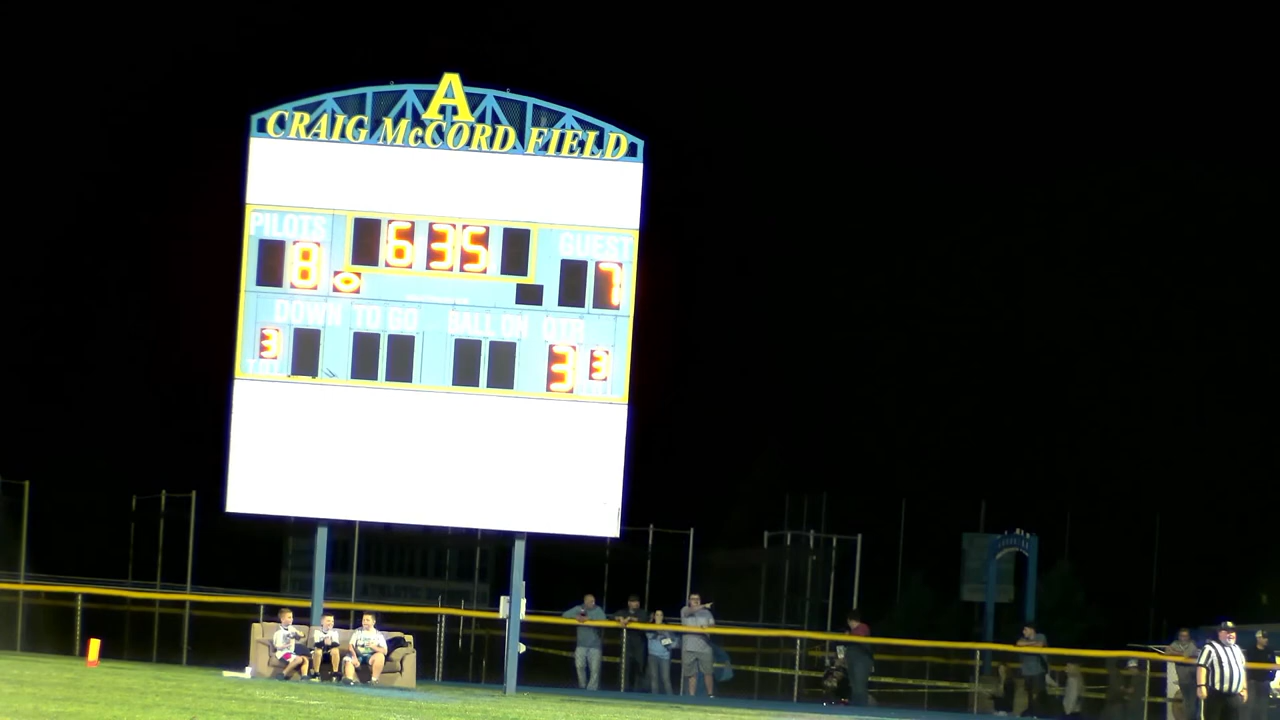 A
CRAIG McCORD FIELD
PILOTS 6 35 GUEST
8 7
DOWN TO GO BALL ON QTR
3 3 3